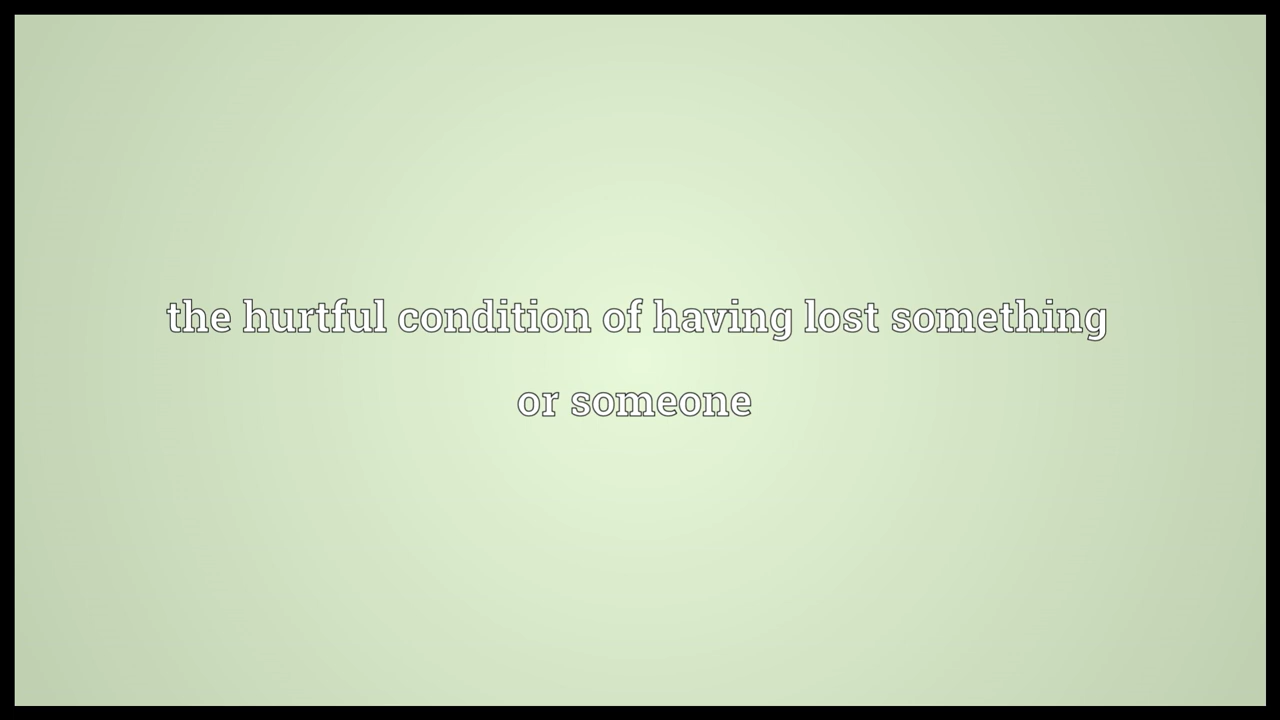 the hurtful condition of having lost something
or someone